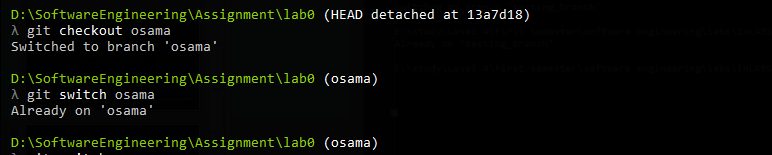 D:\SoftwareEngineering\Assignment\lab0 (HEAD detached at 13a7d18)
λ git checkout osama
Switched to branch 'osama'
D:\SoftwareEngineering\Assignment\lab0 (osama)
λ git switch osama
Already on 'osama'
D:\SoftwareEngineering\Assignment\lab0 (osama)